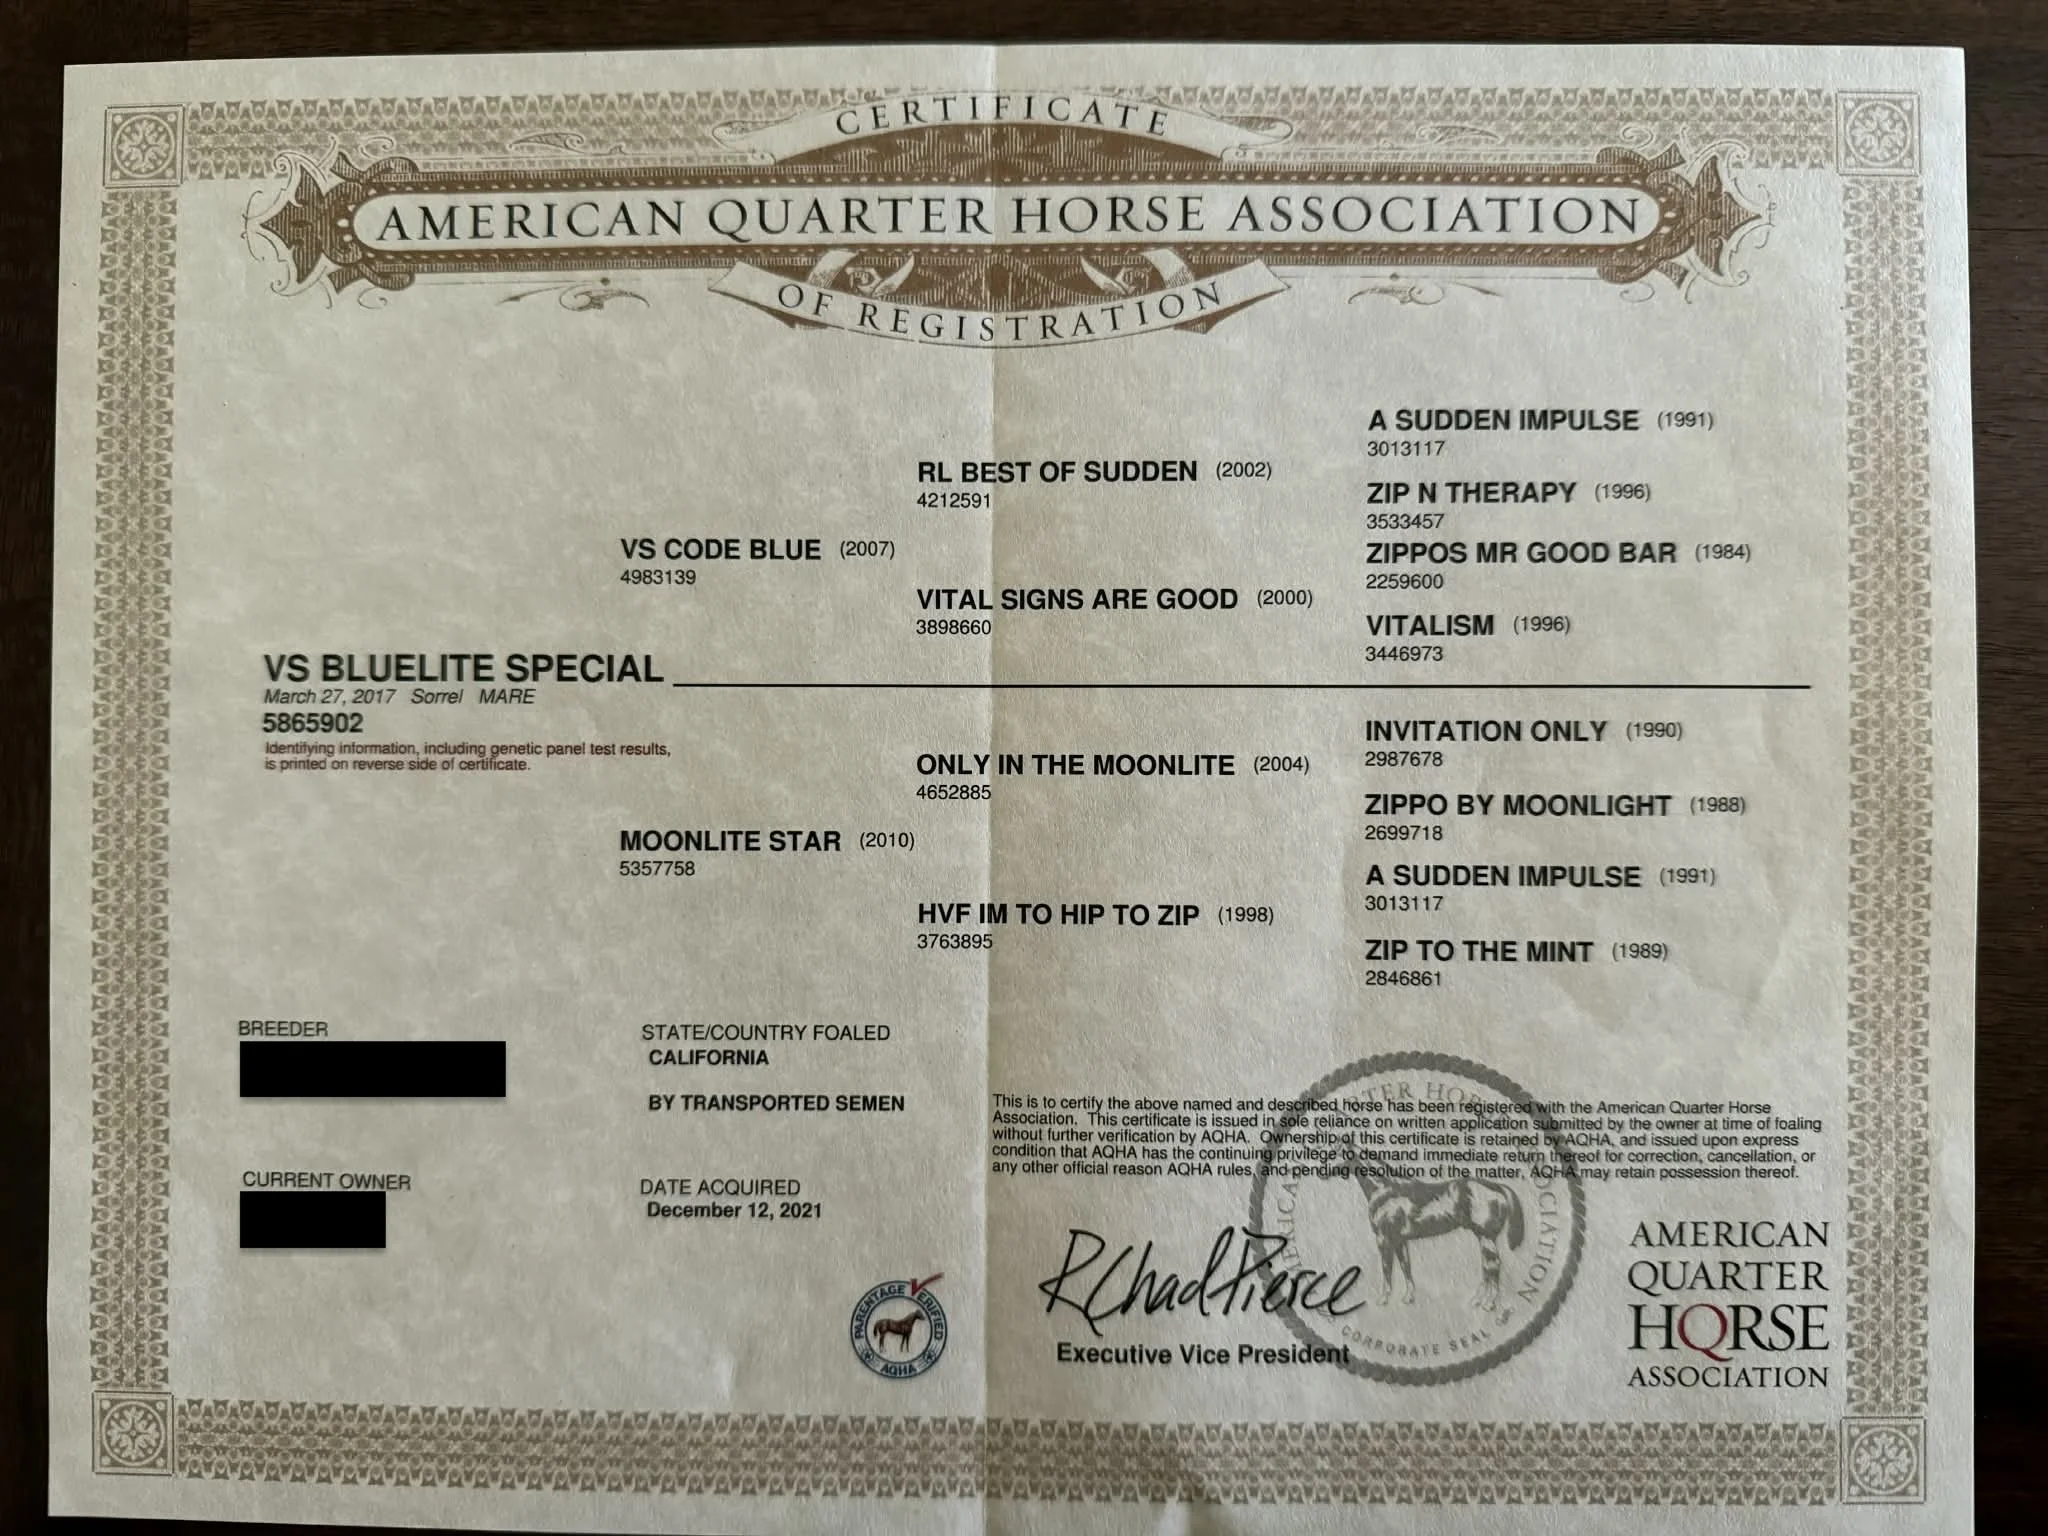 CERTIFICATE
AMERICAN QUARTER HORSE ASSOCIATION
OF REGISTRATION
A SUDDEN IMPULSE (1991)
3013117
RL BEST OF SUDDEN (2002)
4212591
ZIP N THERAPY (1996)
3533457
VS CODE BLUE (2007)
4983139
ZIPPOS MR GOOD BAR (1984)
2259600
VITAL SIGNS ARE GOOD (2000)
3898660
VITALISM (1996)
3446973
VS BLUELITE SPECIAL
March 27, 2017 Sorrel MARE
5865902
Identifying information, including genetic panel test results,
is printed on reverse side of certificate.
INVITATION ONLY (1990)
2987678
ONLY IN THE MOONLITE (2004)
4652885
ZIPPO BY MOONLIGHT (1988)
2699718
MOONLITE STAR (2010)
5357758
A SUDDEN IMPULSE (1991)
3013117
HVF IM TO HIP TO ZIP (1998)
3763895
ZIP TO THE MINT (1989)
2846861
BREEDER
STATE/COUNTRY FOALED
CALIFORNIA
BY TRANSPORTED SEMEN
CURRENT OWNER
DATE ACQUIRED
December 12, 2021
This is to certify the above named and described horse has been registered with the American Quarter Horse
Association. This certificate is issued in sole reliance on written application submitted by the owner at time of foaling
without further verification by AQHA. Ownership of this certificate is retained by AQHA, and issued upon express
condition that AQHA has the continuing privilege to demand immediate return thereof for correction, cancellation, or
any other official reason AQHA rules, and pending resolution of the matter, AQHA may retain possession thereof.
PARENTAGE VERIFIED
AQHA
R Chad Pierce
Executive Vice President
CORPORATE SEAL
AMERICAN
QUARTER
HORSE
ASSOCIATION